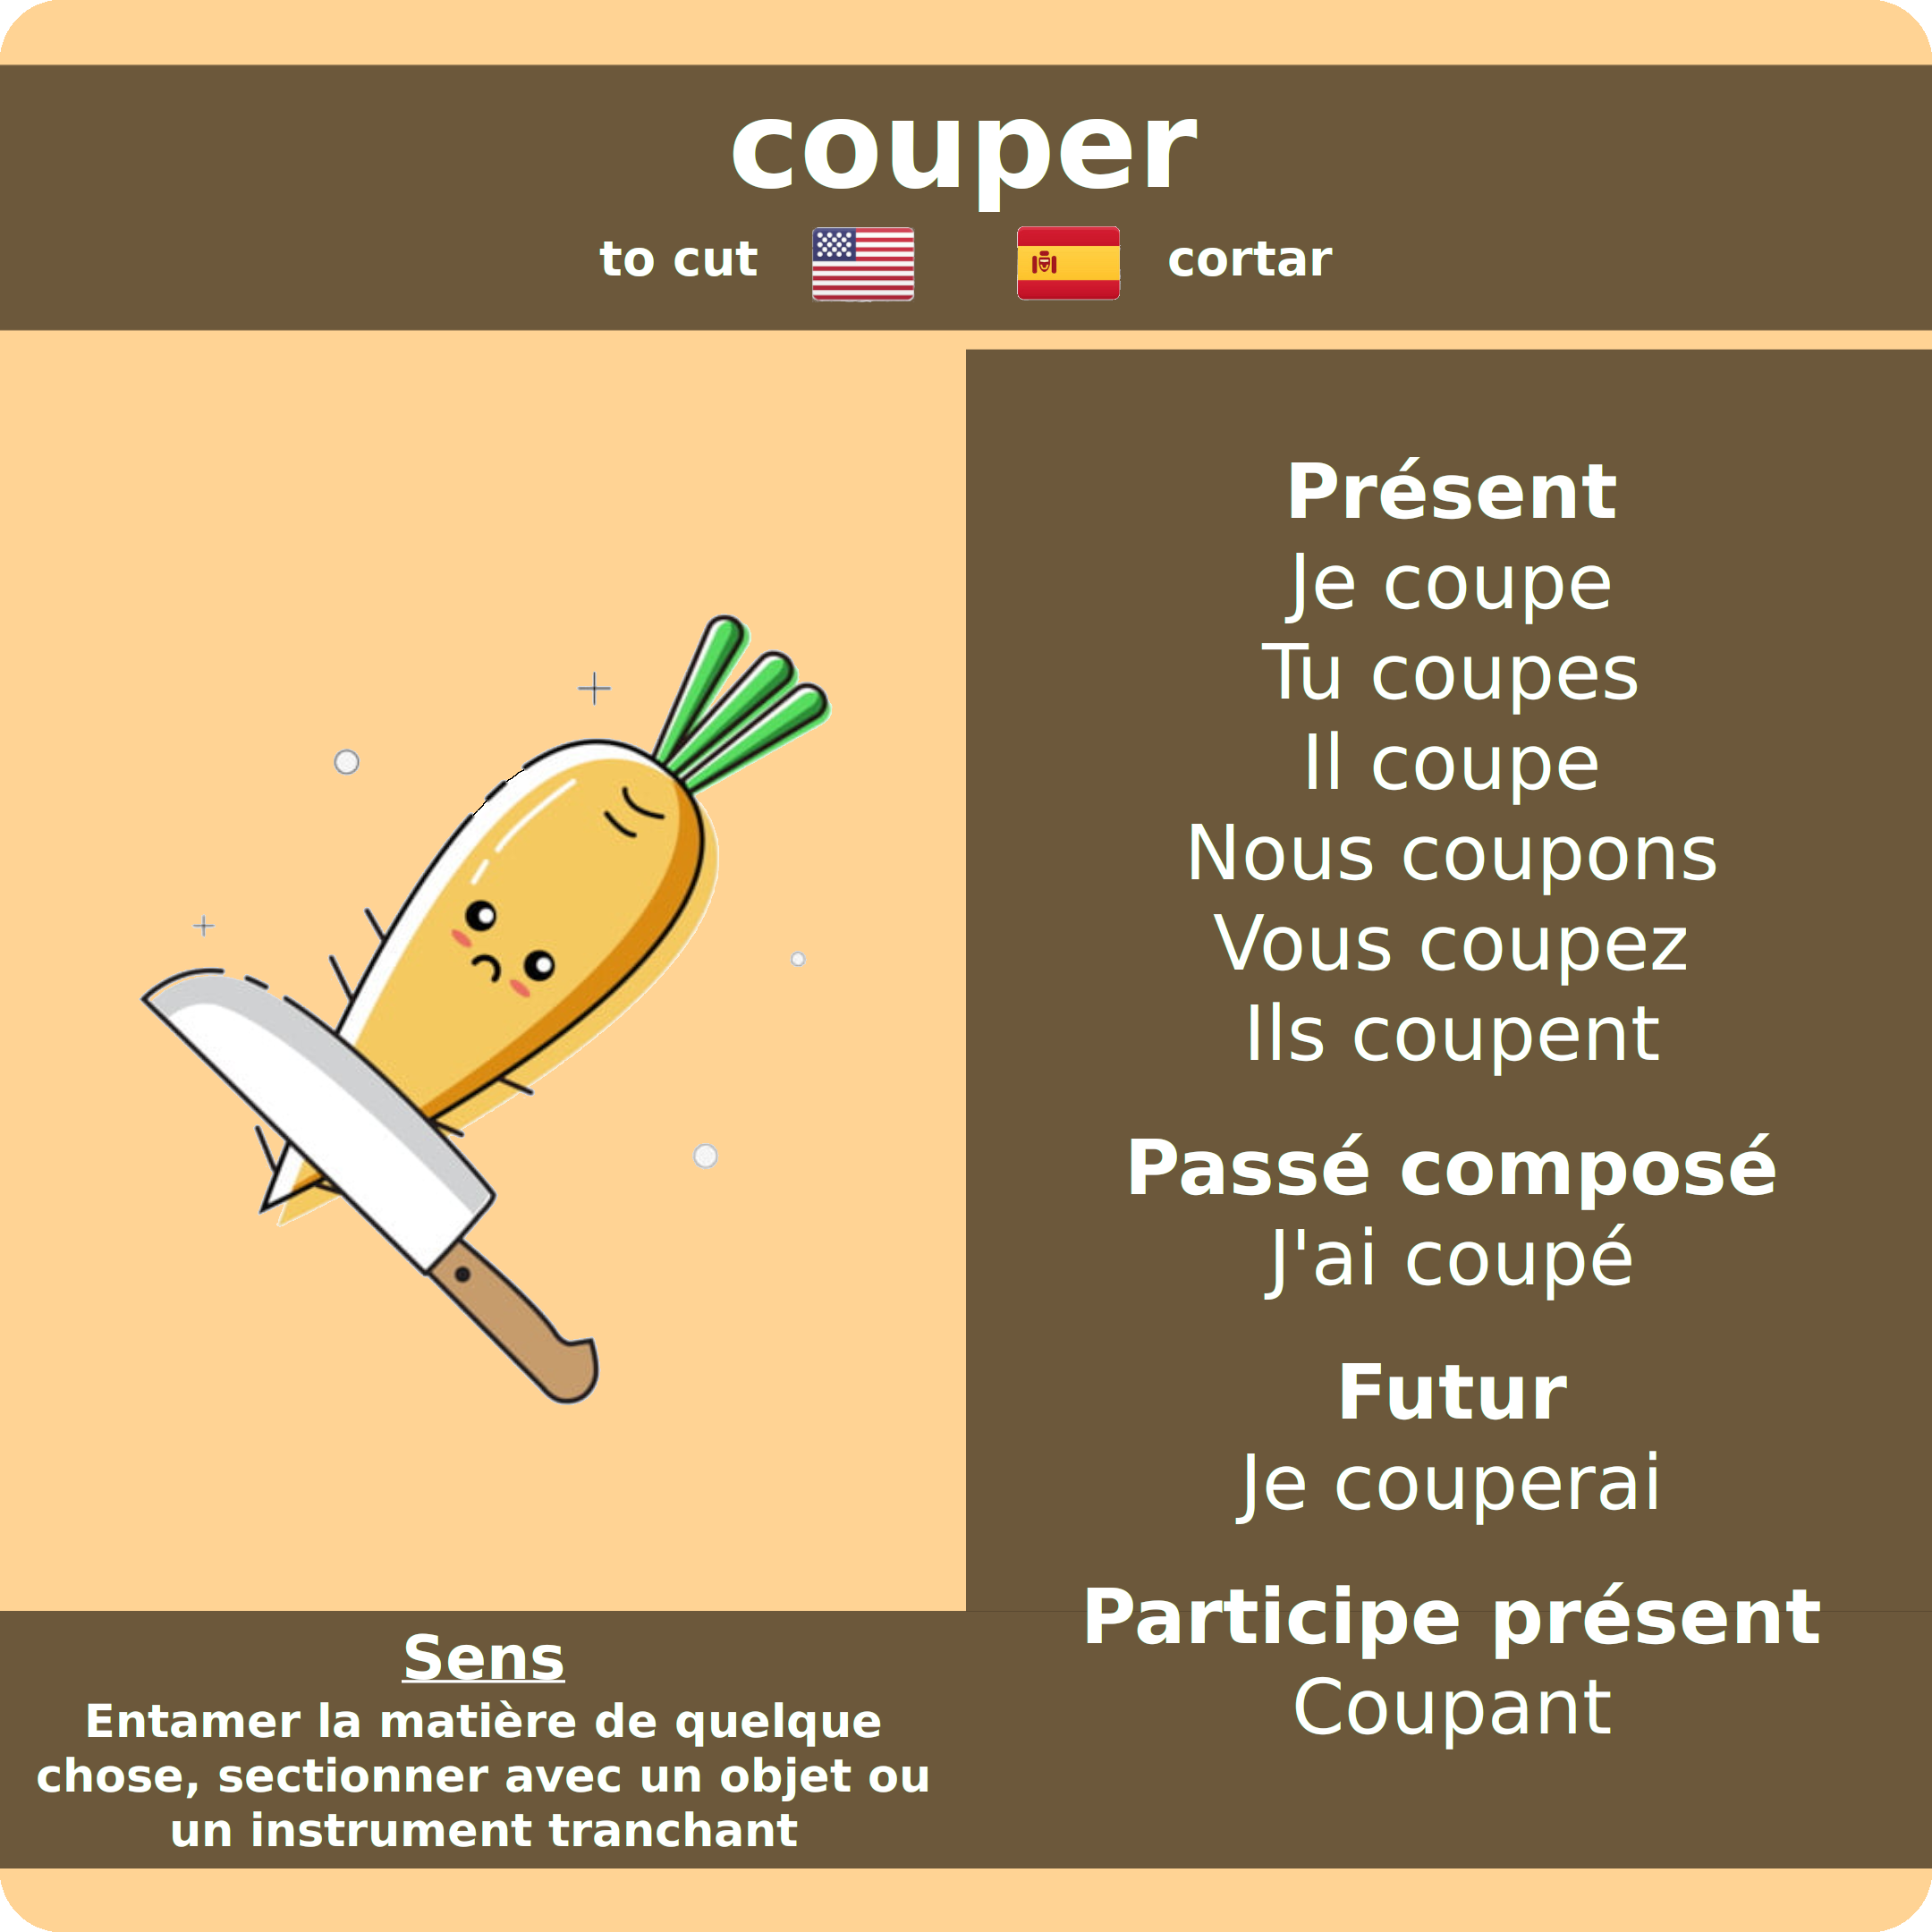 couper
to cut cortar
Présent
Je coupe
Tu coupes
Il coupe
Nous coupons
Vous coupez
Ils coupent
Passé composé
J'ai coupé
Futur
Je couperai
Participe présent
Coupant
Sens
Entamer la matière de quelque
chose, sectionner avec un objet ou
un instrument tranchant